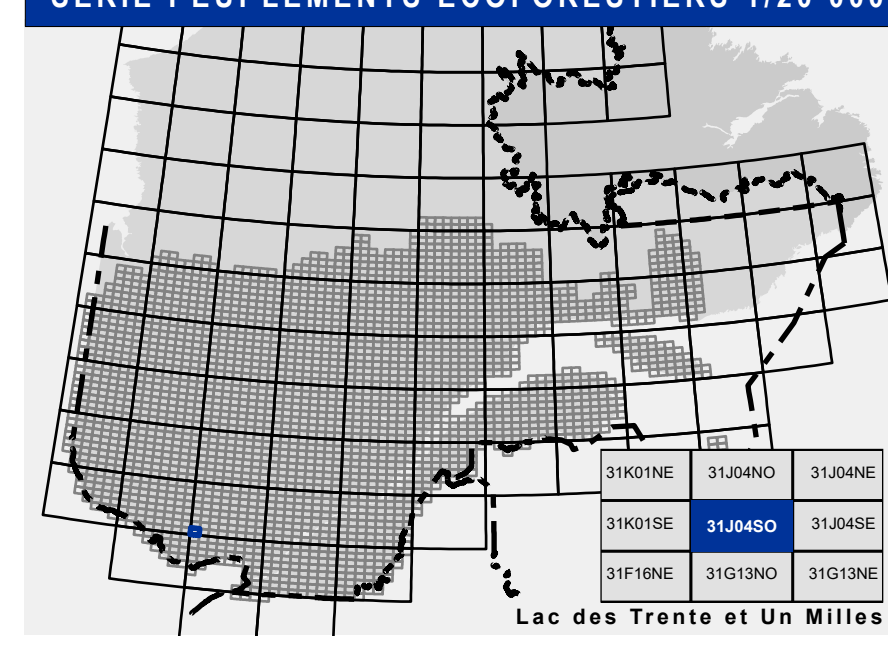 SÉRIE PEUPLEMENTS ÉCOFORESTIERS 1/20 000
31K01NE 31J04NO 31J04NE
31K01SE 31J04SO 31J04SE
31F16NE 31G13NO 31G13NE
Lac des Trente et Un Milles